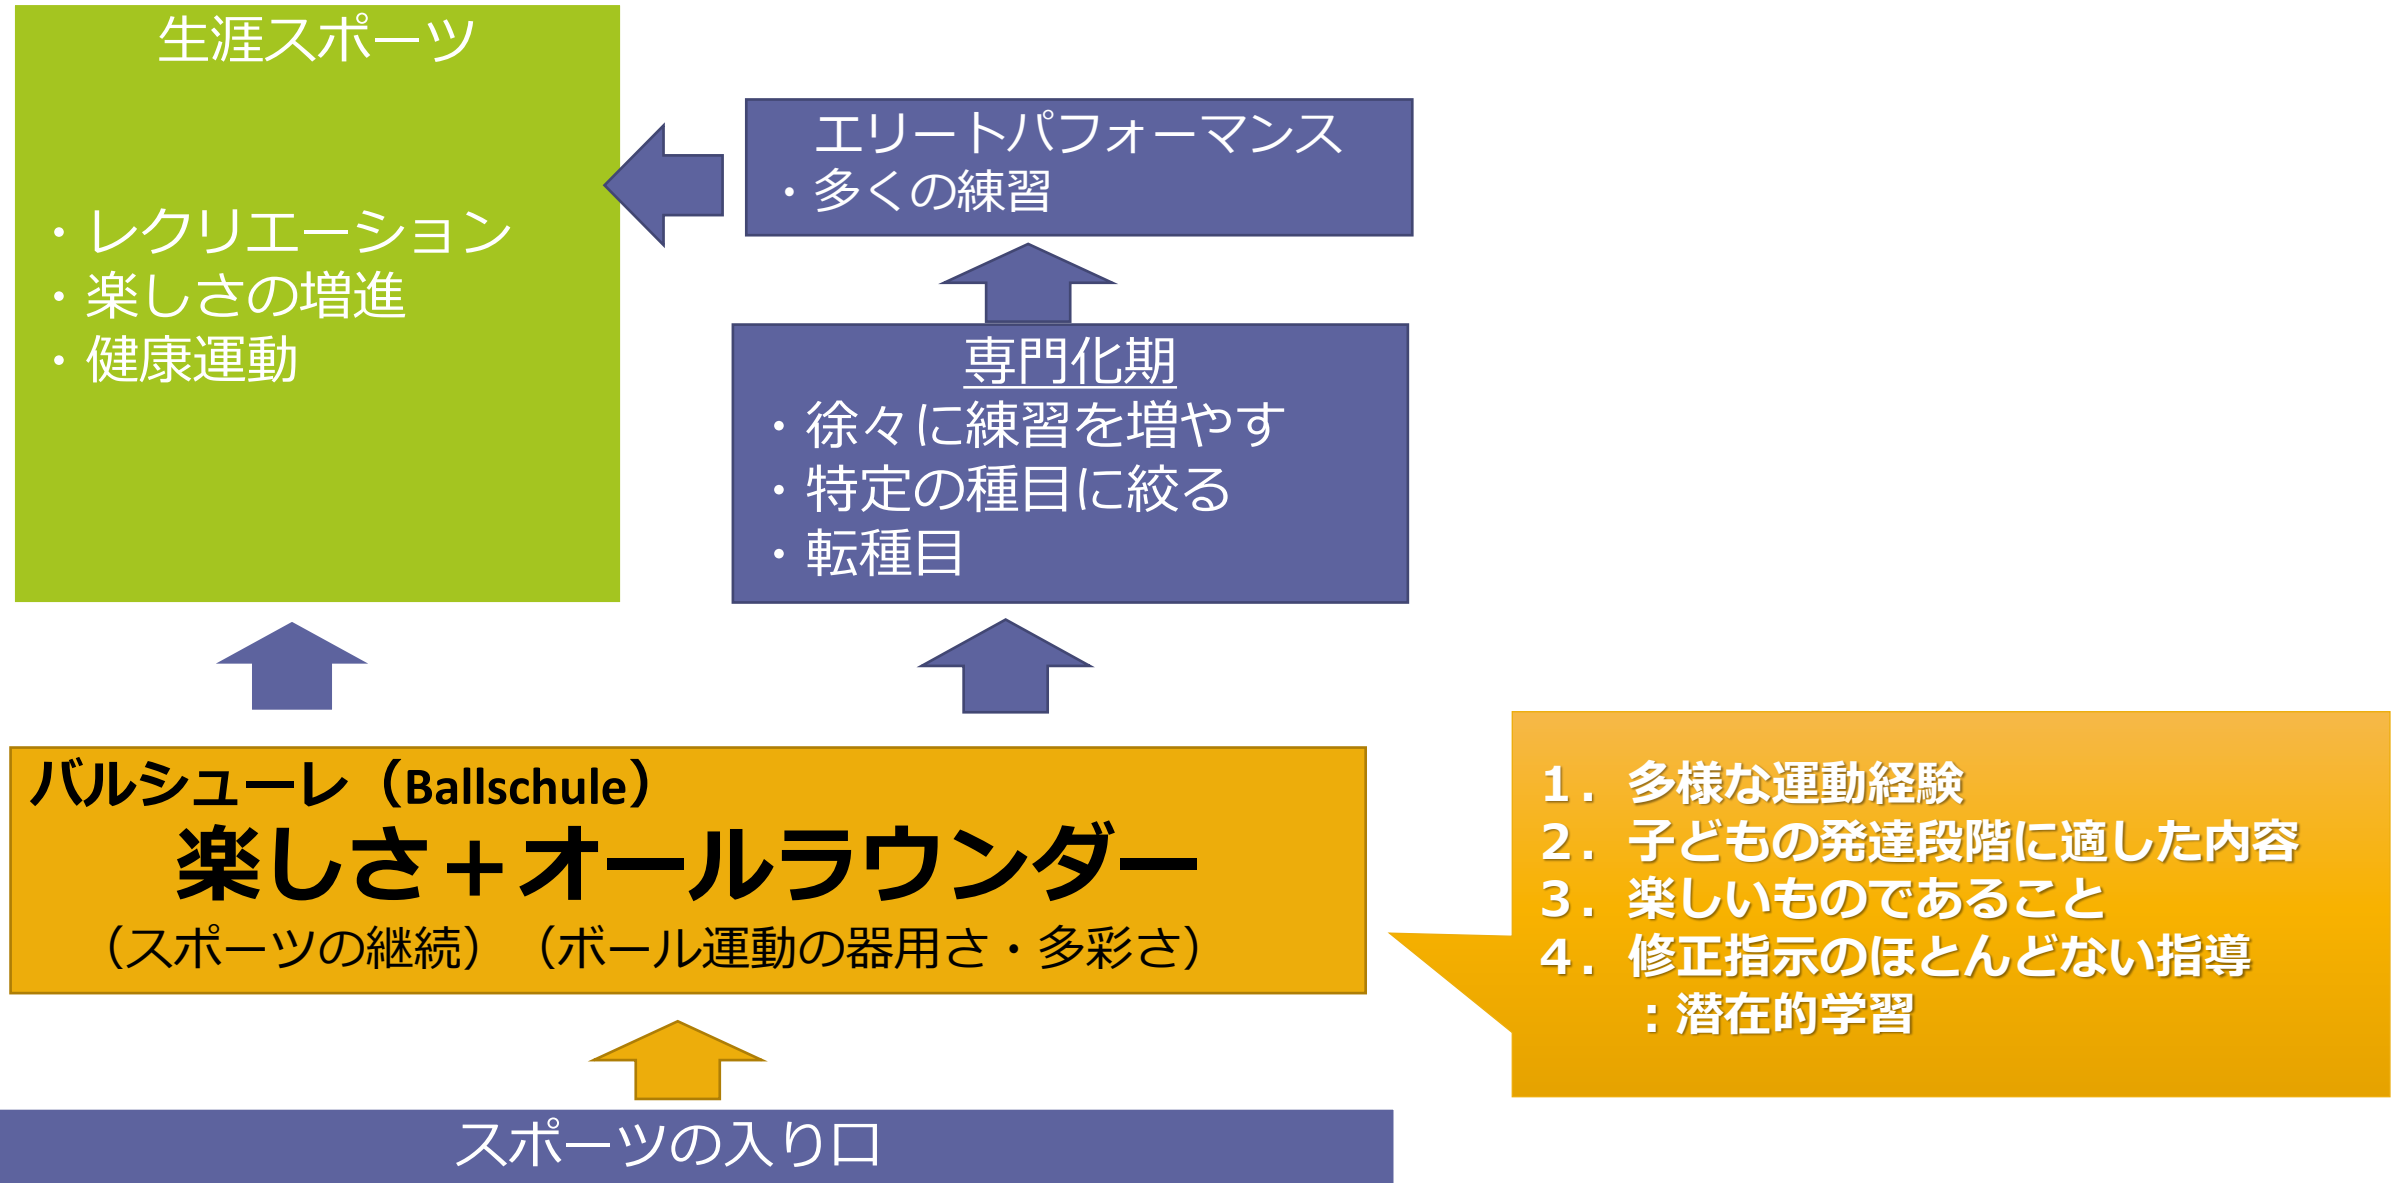 生涯スポーツ
・レクリエーション
・楽しさの増進
・健康運動
エリートパフォーマンス
・多くの練習
専門化期
・徐々に練習を増やす
・特定の種目に絞る
・転種目
バルシューレ（Ballschule）
楽しさ＋オールラウンダー
（スポーツの継続）（ボール運動の器用さ・多彩さ）
１．多様な運動経験
２．子どもの発達段階に適した内容
３．楽しいものであること
４．修正指示のほとんどない指導
：潜在的学習
スポーツの入り口